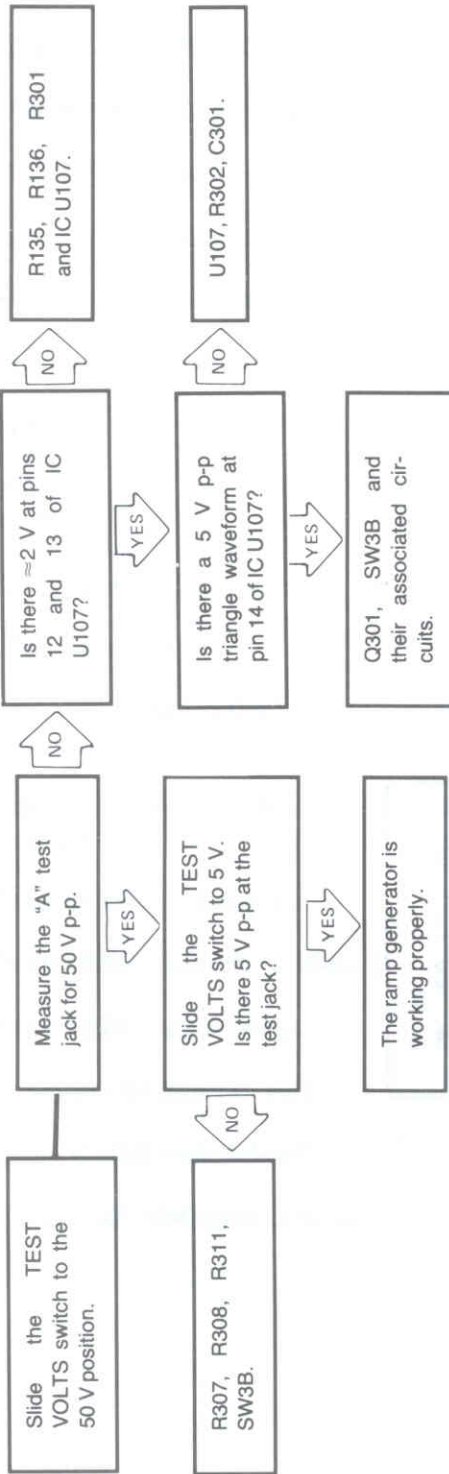 Slide the TEST
VOLTS switch to the
50 V position.
Measure the "A" test
jack for 50 V p-p.
NO
Is there ≈2 V at pins
12 and 13 of IC
U107?
NO
R135, R136, R301
and IC U107.
YES
YES
R307, R308, R311,
SW3B.
NO
Slide the TEST
VOLTS switch to 5 V.
Is there 5 V p-p at the
test jack?
Is there a 5 V p-p
triangle waveform at
pin 14 of IC U107?
NO
U107, R302, C301.
YES
YES
The ramp generator is
working properly.
Q301, SW3B and
their associated cir-
cuits.